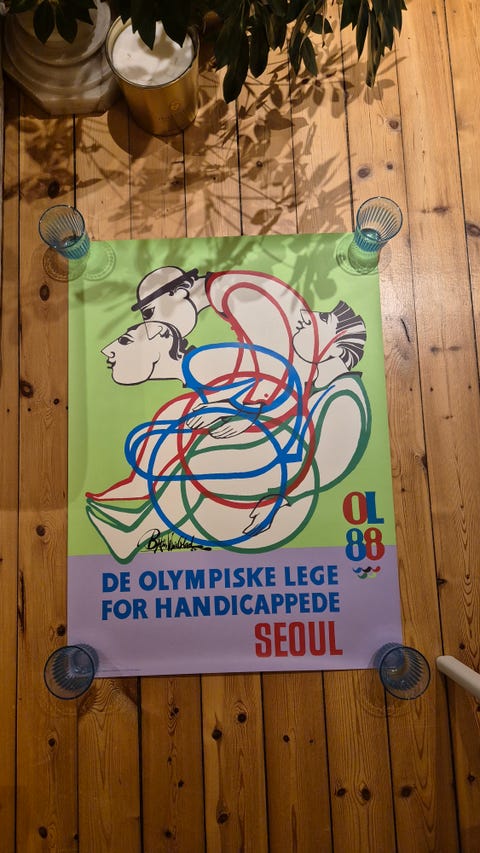 OL
88
DE OLYMPISKE LEGE
FOR HANDICAPPEDE
SEOUL